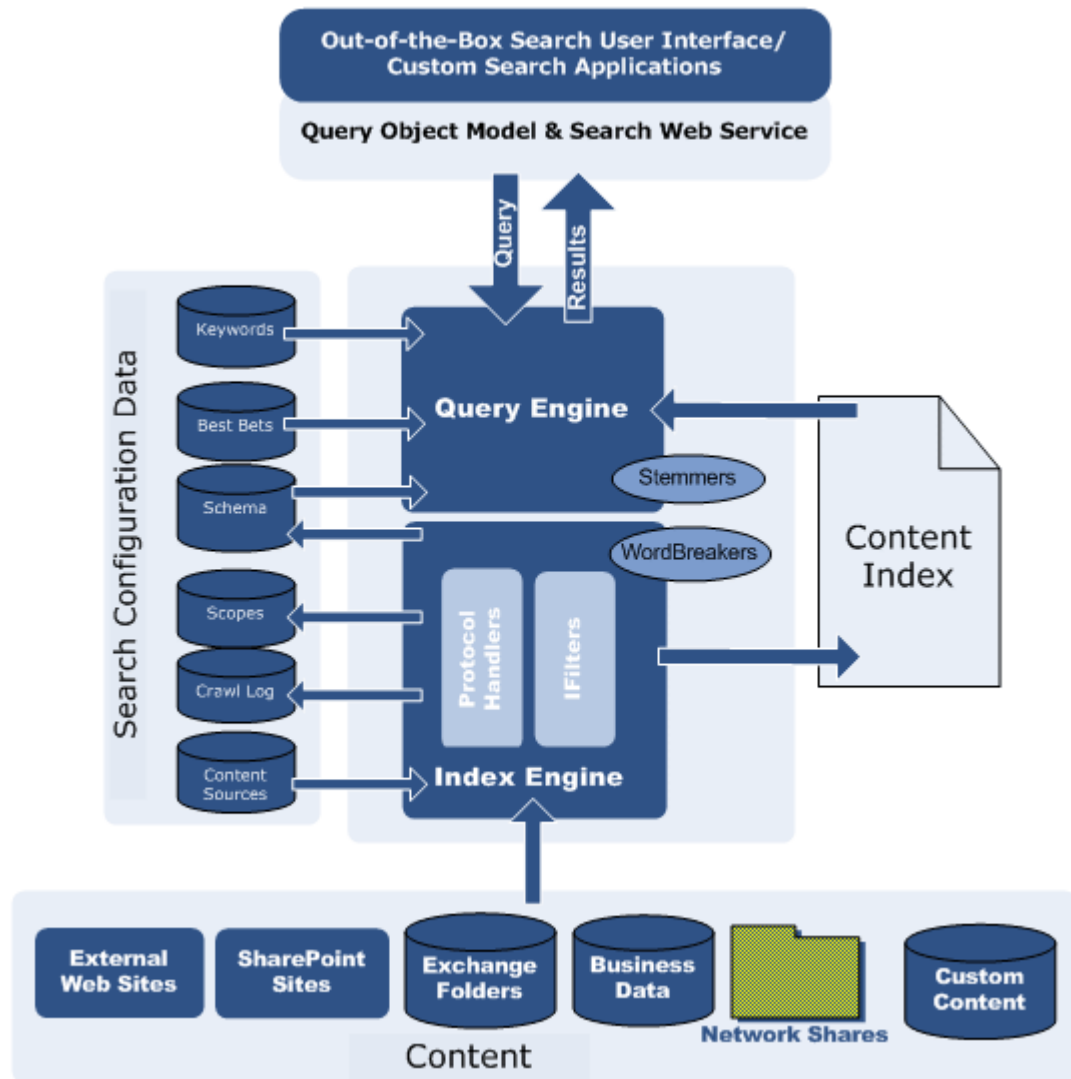 Out-of-the-Box Search User Interface/
Custom Search Applications
Query Object Model & Search Web Service
Query
Results
Search Configuration Data
Keywords
Best Bets
Schema
Scopes
Crawl Log
Content
Sources
Query Engine
Stemmers
WordBreakers
Protocol
Handlers
IFilters
Index Engine
Content
Index
External
Web Sites
SharePoint
Sites
Exchange
Folders
Business
Data
Network Shares
Custom
Content
Content